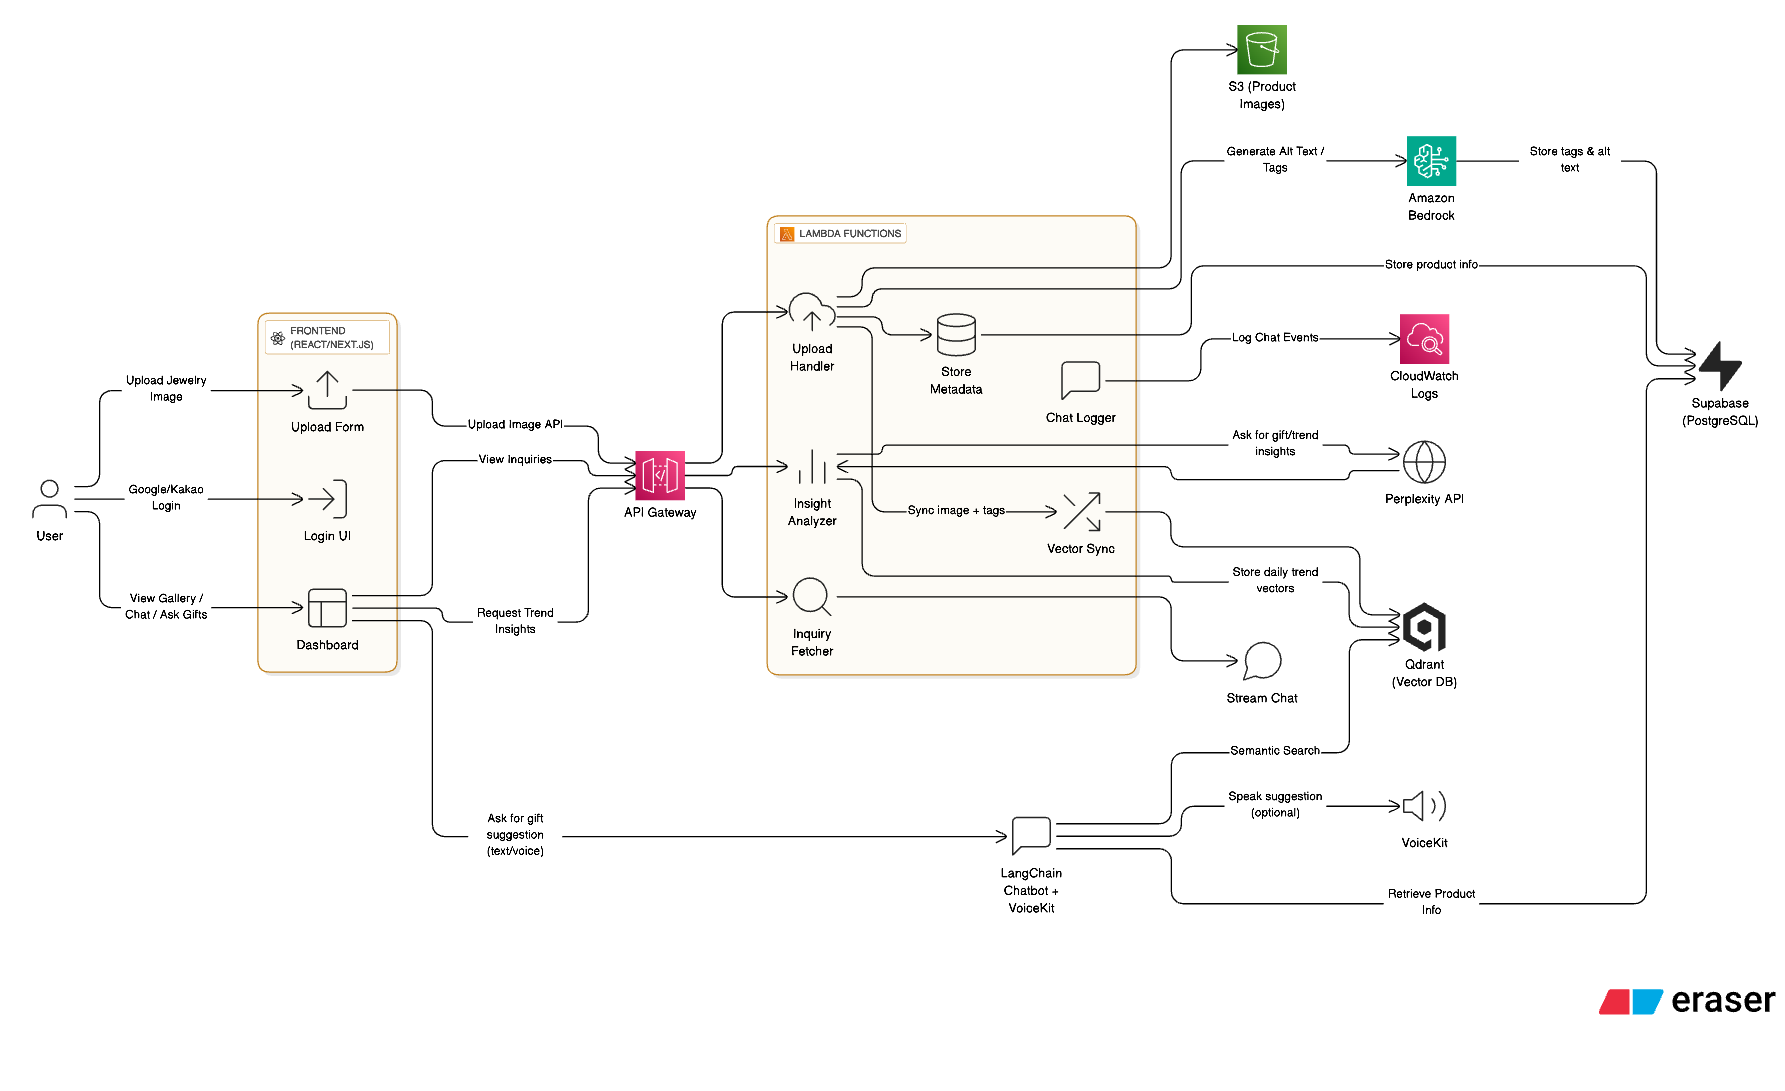 S3 (Product
Images)
Generate Alt Text /
Tags
Store tags & alt
text
Amazon
Bedrock
LAMBDA FUNCTIONS
Store product info
FRONTEND
(REACT/NEXT.JS)
Upload
Handler
Store
Metadata
Chat Logger
Log Chat Events
CloudWatch
Logs
Supabase
(PostgreSQL)
Upload Jewelry
Image
Upload Form
Upload Image API
View Inquiries
API Gateway
Ask for gift/trend
insights
Perplexity API
User
Google/Kakao
Login
Login UI
Insight
Analyzer
Sync image + tags
Vector Sync
Store daily trend
vectors
View Gallery /
Chat / Ask Gifts
Dashboard
Request Trend
Insights
Inquiry
Fetcher
Stream Chat
Qdrant
(Vector DB)
Semantic Search
Ask for gift
suggestion
(text/voice)
LangChain
Chatbot +
VoiceKit
Speak suggestion
(optional)
VoiceKit
Retrieve Product
Info
eraser